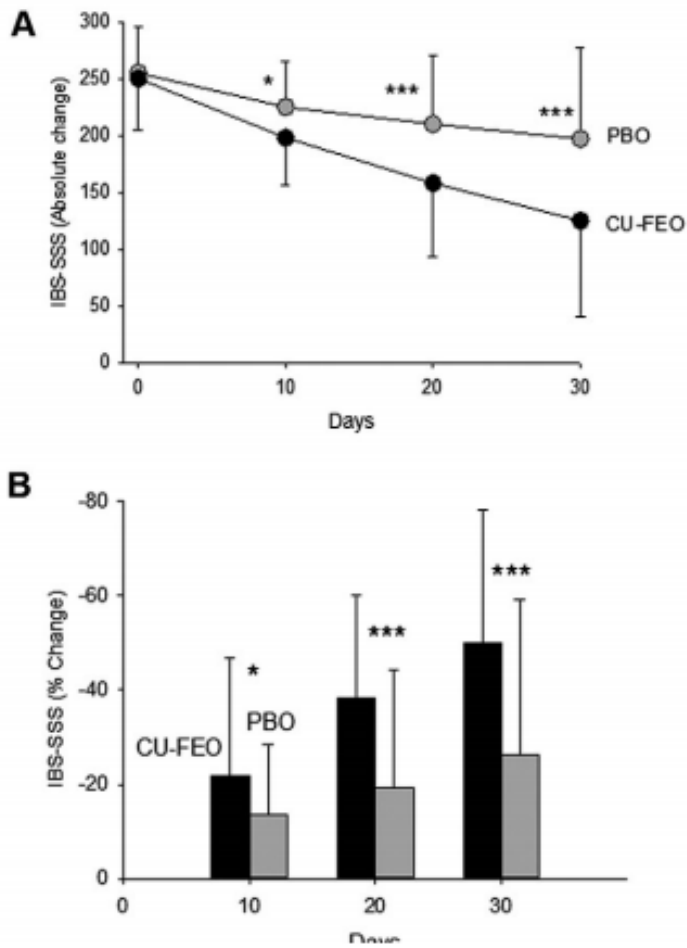 A
IBS-SSS (Absolute change)
300
250
200
150
100
50
0
*
***
***
PBO
CU-FEO
0 10 20 30
Days
B
IBS-SSS (% Change)
-80
-60
-40
-20
0
*
***
***
CU-FEO
PBO
0 10 20 30
Days